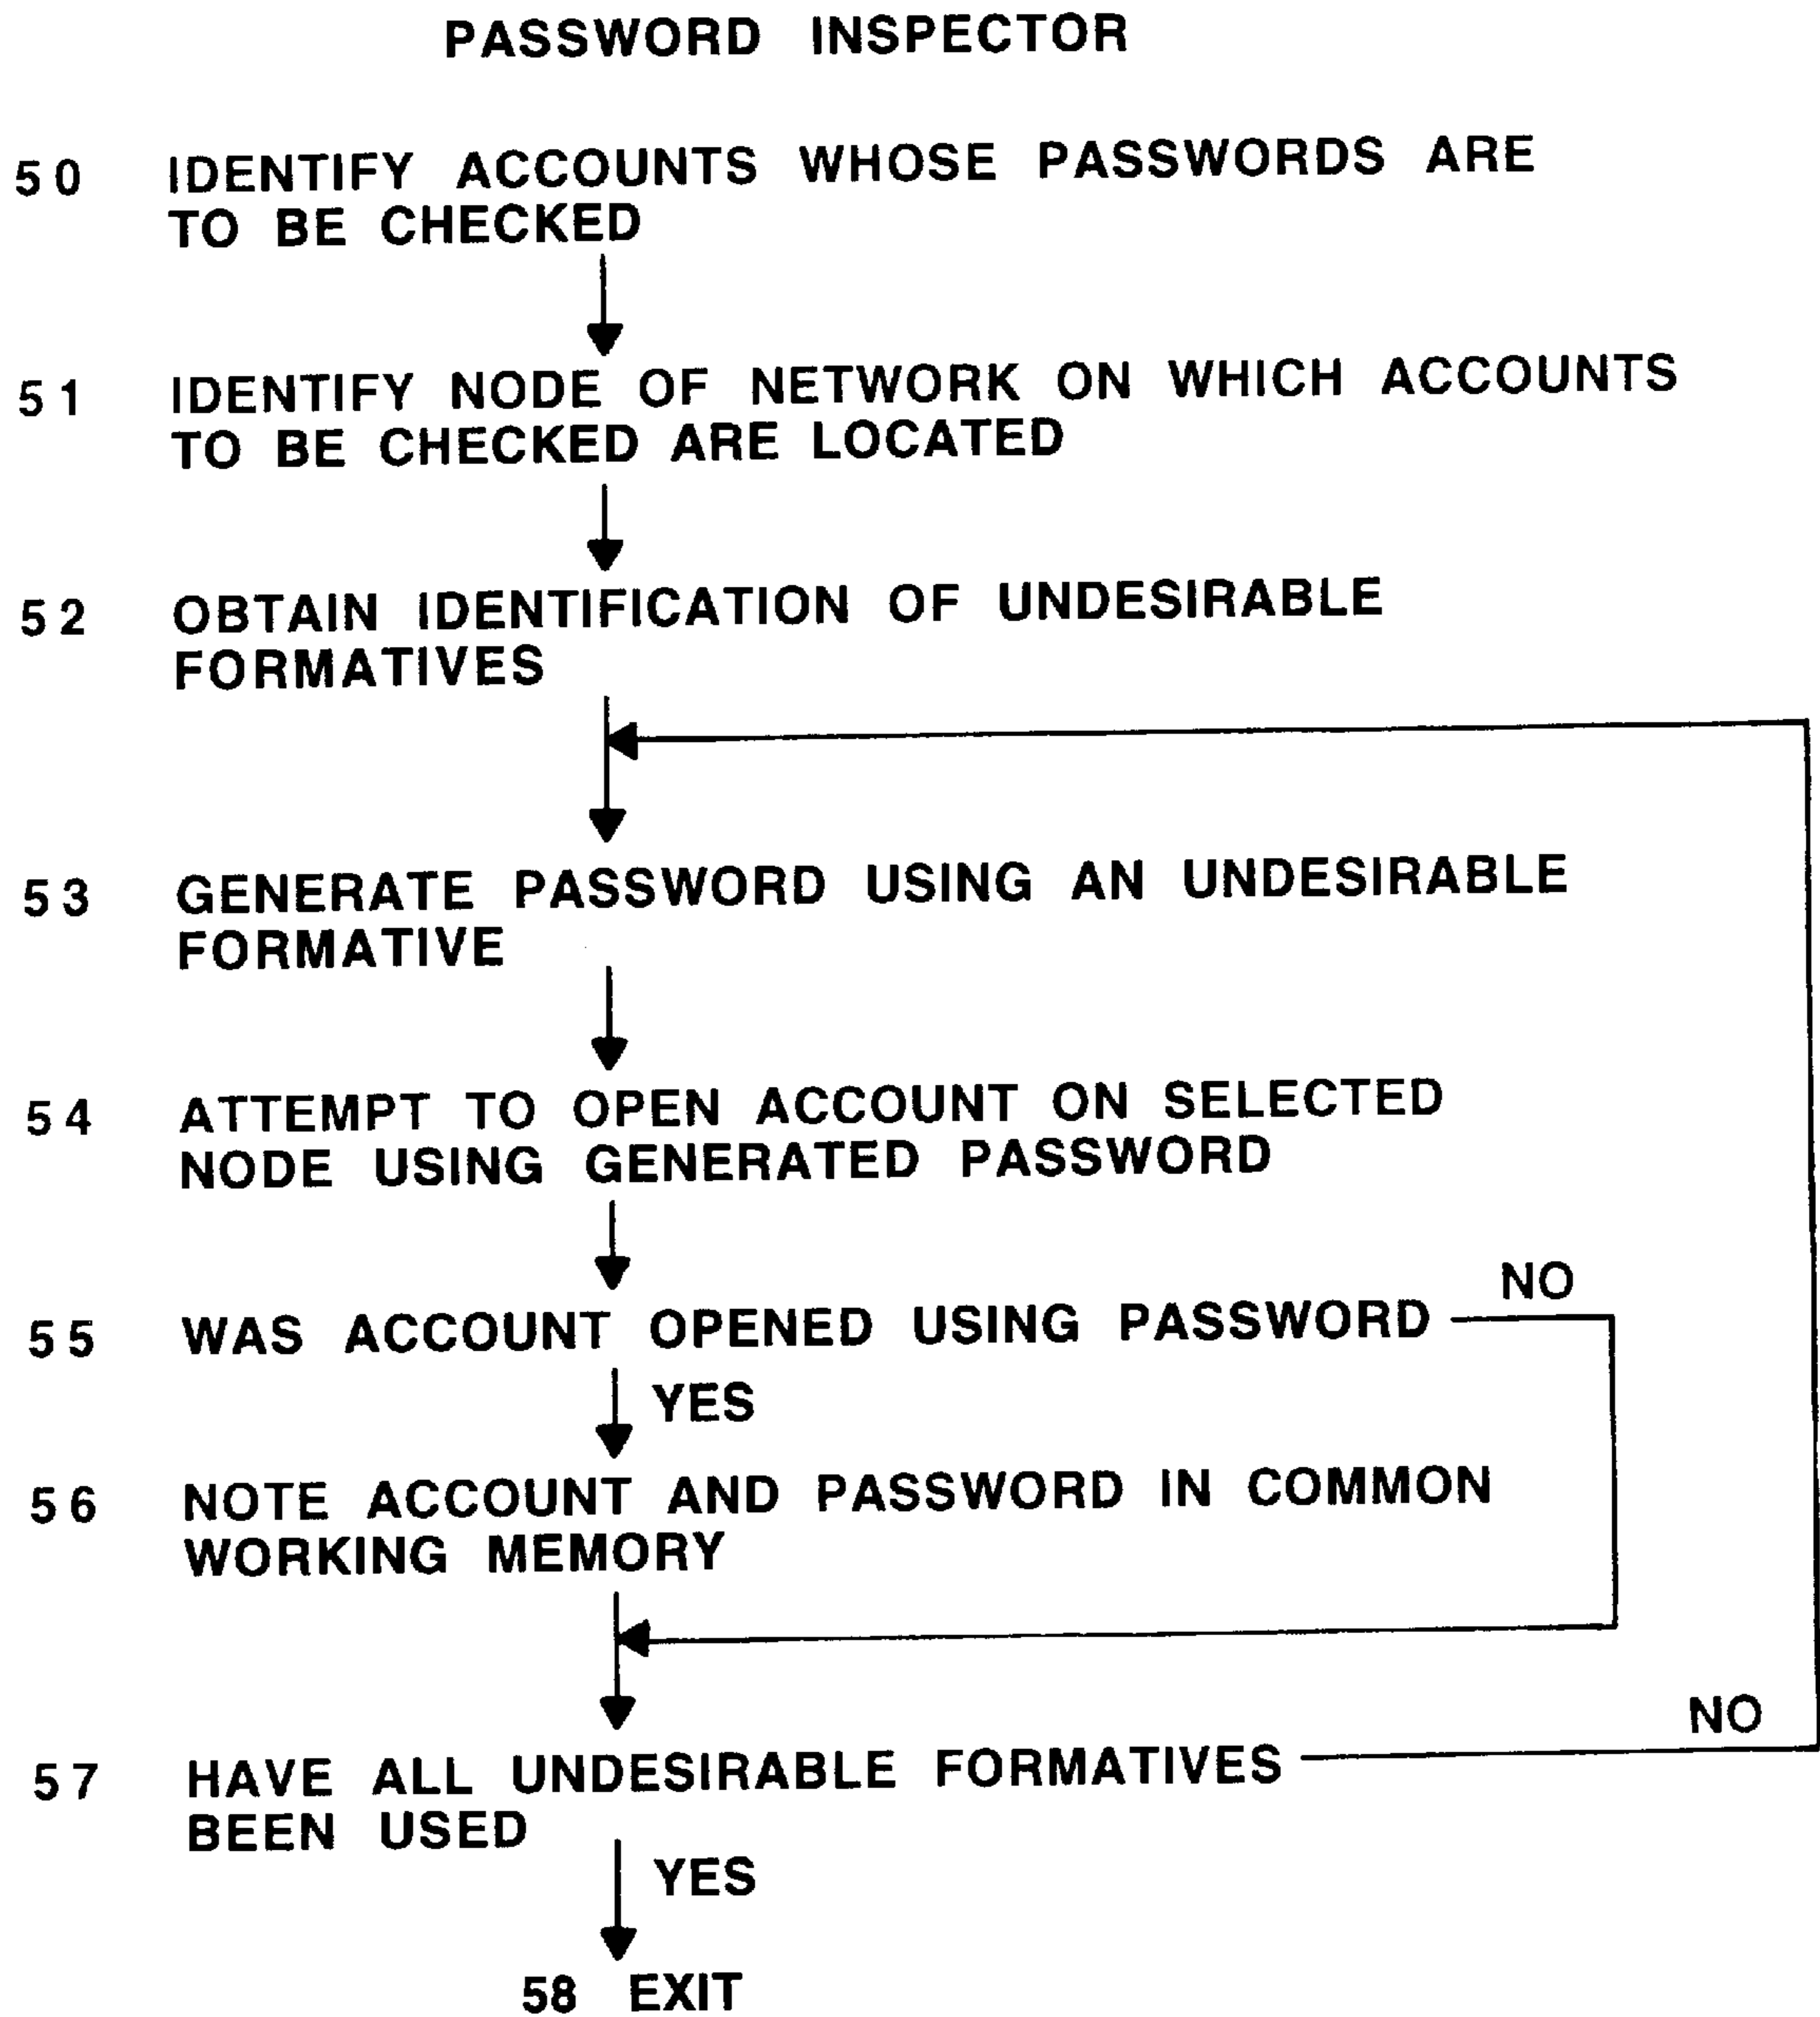 PASSWORD INSPECTOR
50 IDENTIFY ACCOUNTS WHOSE PASSWORDS ARE
TO BE CHECKED
51 IDENTIFY NODE OF NETWORK ON WHICH ACCOUNTS
TO BE CHECKED ARE LOCATED
52 OBTAIN IDENTIFICATION OF UNDESIRABLE
FORMATIVES
53 GENERATE PASSWORD USING AN UNDESIRABLE
FORMATIVE
54 ATTEMPT TO OPEN ACCOUNT ON SELECTED
NODE USING GENERATED PASSWORD
NO
55 WAS ACCOUNT OPENED USING PASSWORD
YES
56 NOTE ACCOUNT AND PASSWORD IN COMMON
WORKING MEMORY
NO
57 HAVE ALL UNDESIRABLE FORMATIVES
BEEN USED
YES
58 EXIT